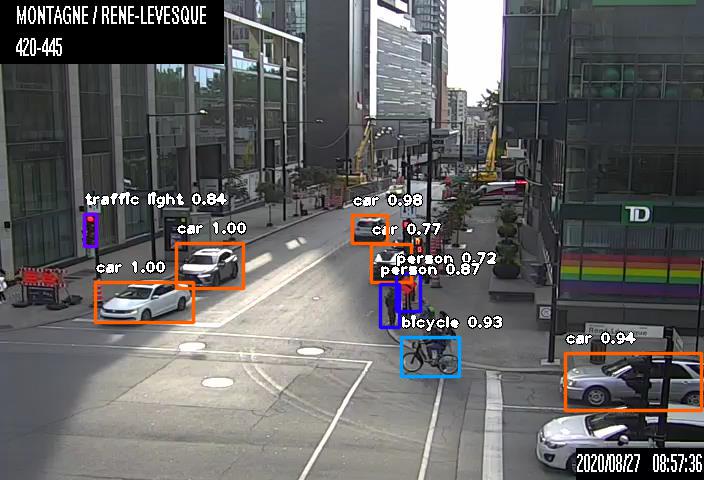 MONTAGNE / RENE-LEVESQUE
420-445
traffic light 0.84
car 0.98
car 1.00
car 0.77
person 0.72
car 1.00
person 0.87
TD
bicycle 0.93
car 0.94
2020/08/27 08:57:36